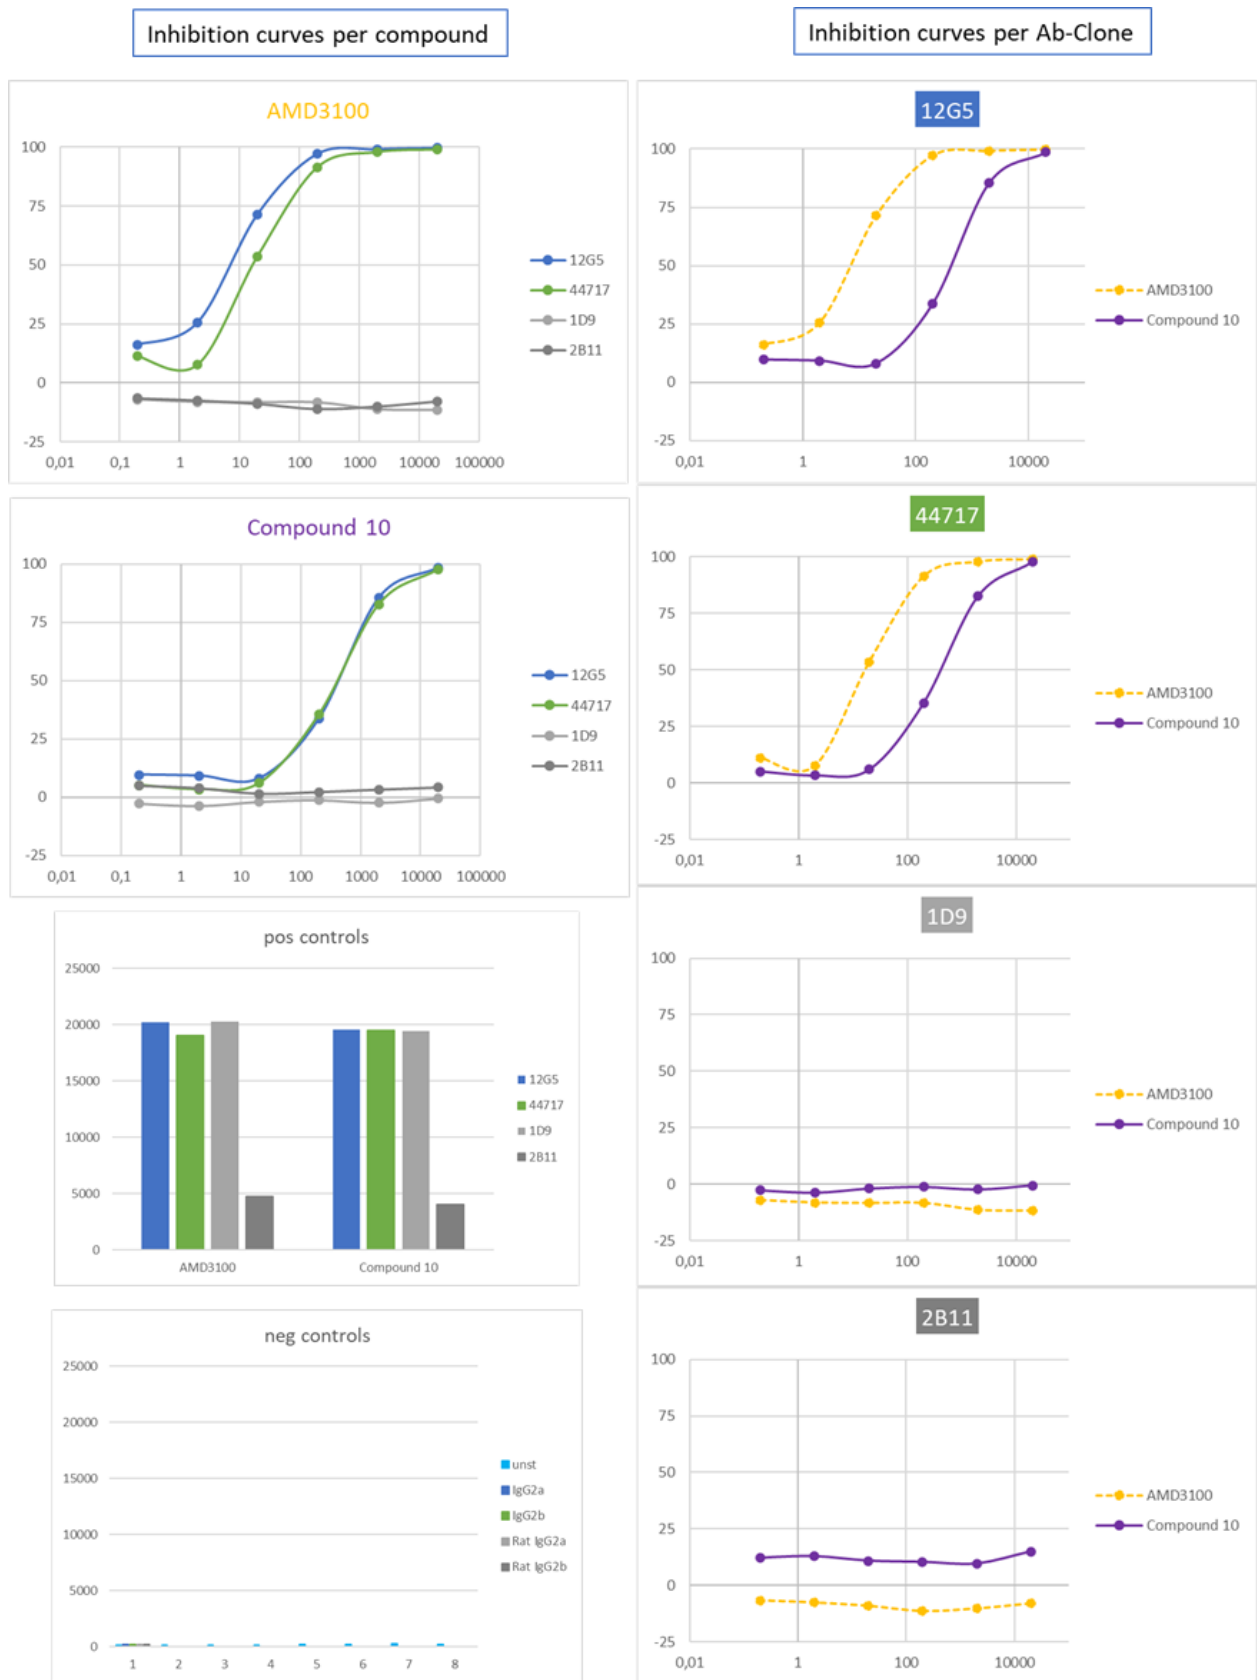 Inhibition curves per compound
Inhibition curves per Ab-Clone
AMD3100
100
75
50
25
0
-25
0,01 0,1 1 10 100 1000 10000 100000
12G5
44717
1D9
2B11
12G5
100
75
50
25
0
-25
0,01 1 100 10000
AMD3100
Compound 10
Compound 10
100
75
50
25
0
-25
0,01 0,1 1 10 100 1000 10000 100000
12G5
44717
1D9
2B11
44717
100
75
50
25
0
-25
0,01 1 100 10000
AMD3100
Compound 10
pos controls
25000
20000
15000
10000
5000
0
AMD3100 Compound 10
12G5
44717
1D9
2B11
1D9
100
75
50
25
0
-25
0,01 1 100 10000
AMD3100
Compound 10
neg controls
25000
20000
15000
10000
5000
0
1 2 3 4 5 6 7 8
unst
IgG2a
IgG2b
Rat IgG2a
Rat IgG2b
2B11
100
75
50
25
0
-25
0,01 1 100 10000
AMD3100
Compound 10